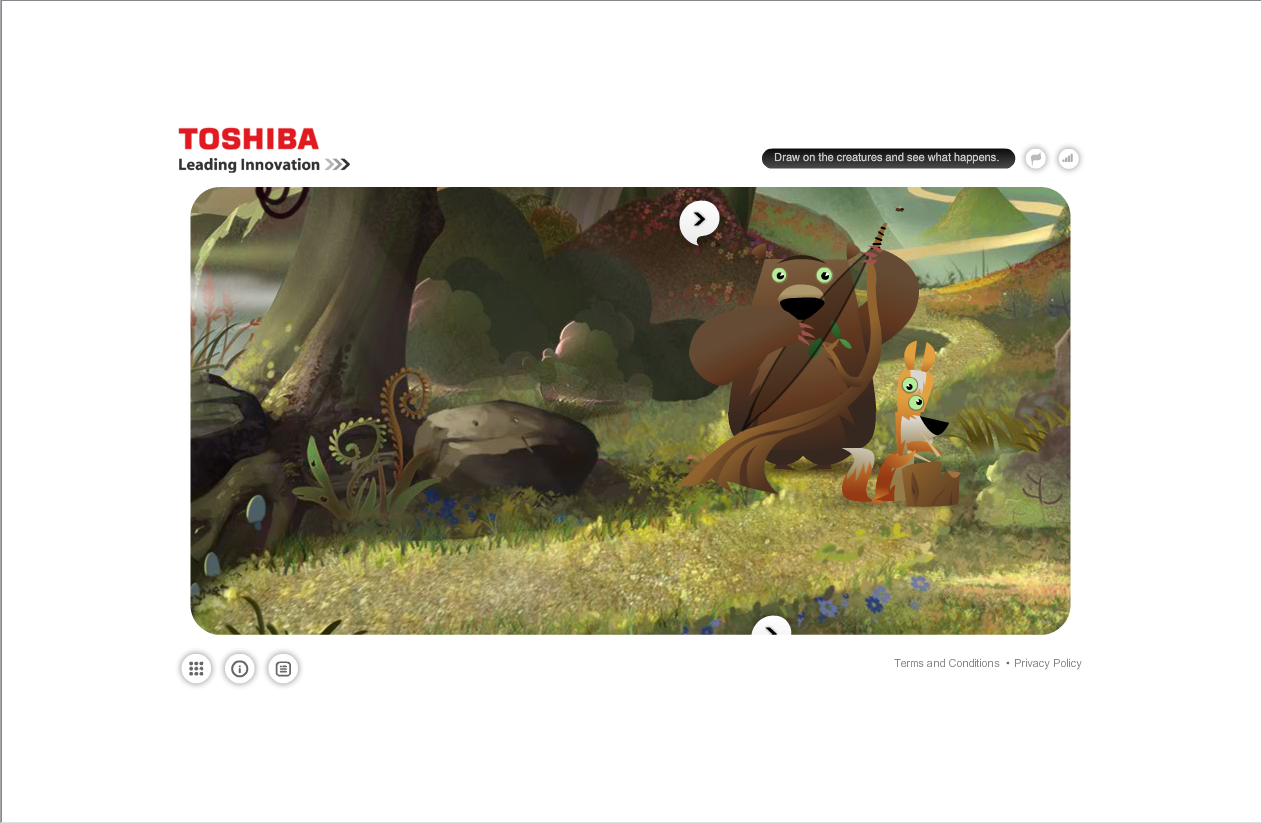 TOSHIBA
Leading Innovation
Draw on the creatures and see what happens.
Terms and Conditions • Privacy Policy